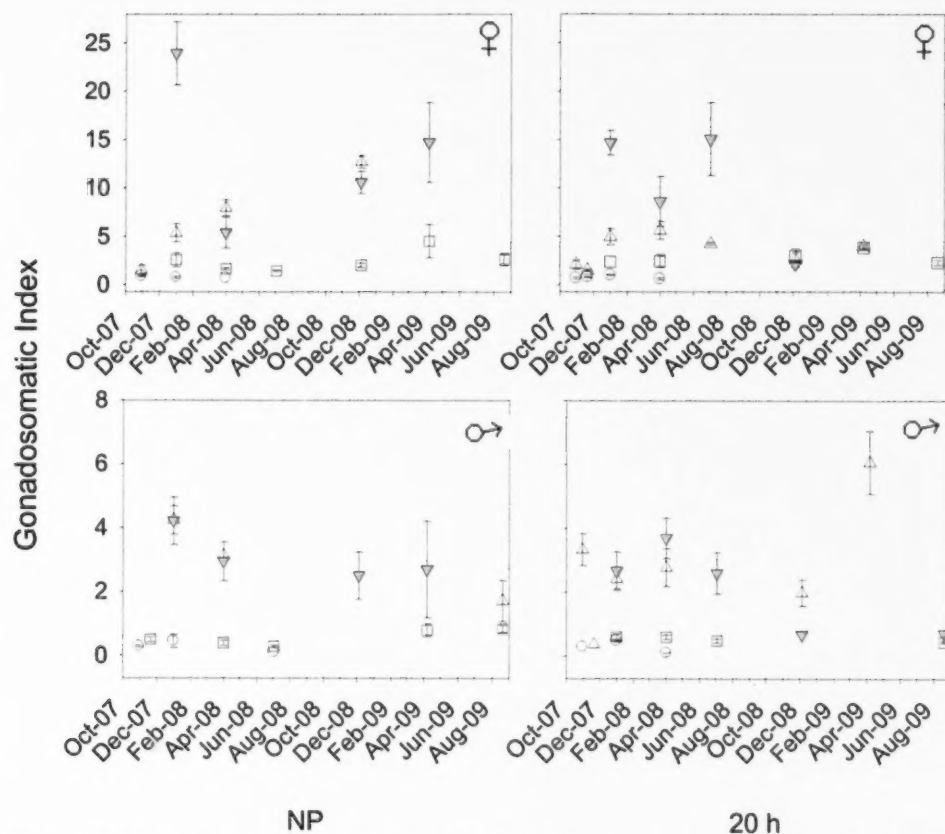 Gonadosomatic Index
25
20
15
10
5
0
♀
♀
Oct-07
Dec-07
Feb-08
Apr-08
Jun-08
Aug-08
Oct-08
Dec-08
Feb-09
Apr-09
Jun-09
Aug-09
Oct-07
Dec-07
Feb-08
Apr-08
Jun-08
Aug-08
Oct-08
Dec-08
Feb-09
Apr-09
Jun-09
Aug-09
8
6
4
2
0
♂
♂
Oct-07
Dec-07
Feb-08
Apr-08
Jun-08
Aug-08
Oct-08
Dec-08
Feb-09
Apr-09
Jun-09
Aug-09
Oct-07
Dec-07
Feb-08
Apr-08
Jun-08
Aug-08
Oct-08
Dec-08
Feb-09
Apr-09
Jun-09
Aug-09
NP
20 h